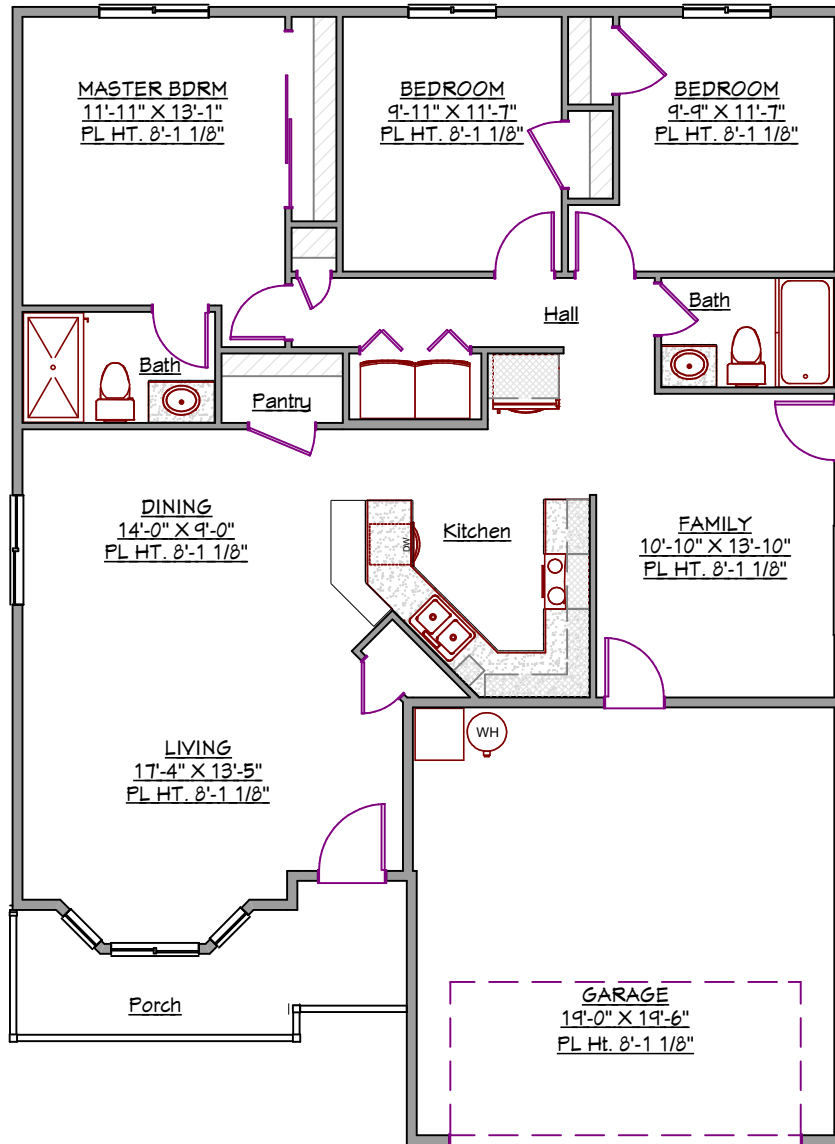 MASTER BDRM
11'-11" X 13'-1"
PL HT. 8'-1 1/8"
BEDROOM
9'-11" X 11'-7"
PL HT. 8'-1 1/8"
BEDROOM
9'-9" X 11'-7"
PL HT. 8'-1 1/8"
Hall
Bath
Bath
Pantry
DINING
14'-0" X 9'-0"
PL HT. 8'-1 1/8"
Kitchen
DW
FAMILY
10'-10" X 13'-10"
PL HT. 8'-1 1/8"
WH
LIVING
17'-4" X 13'-5"
PL HT. 8'-1 1/8"
Porch
GARAGE
19'-0" X 19'-6"
PL Ht. 8'-1 1/8"